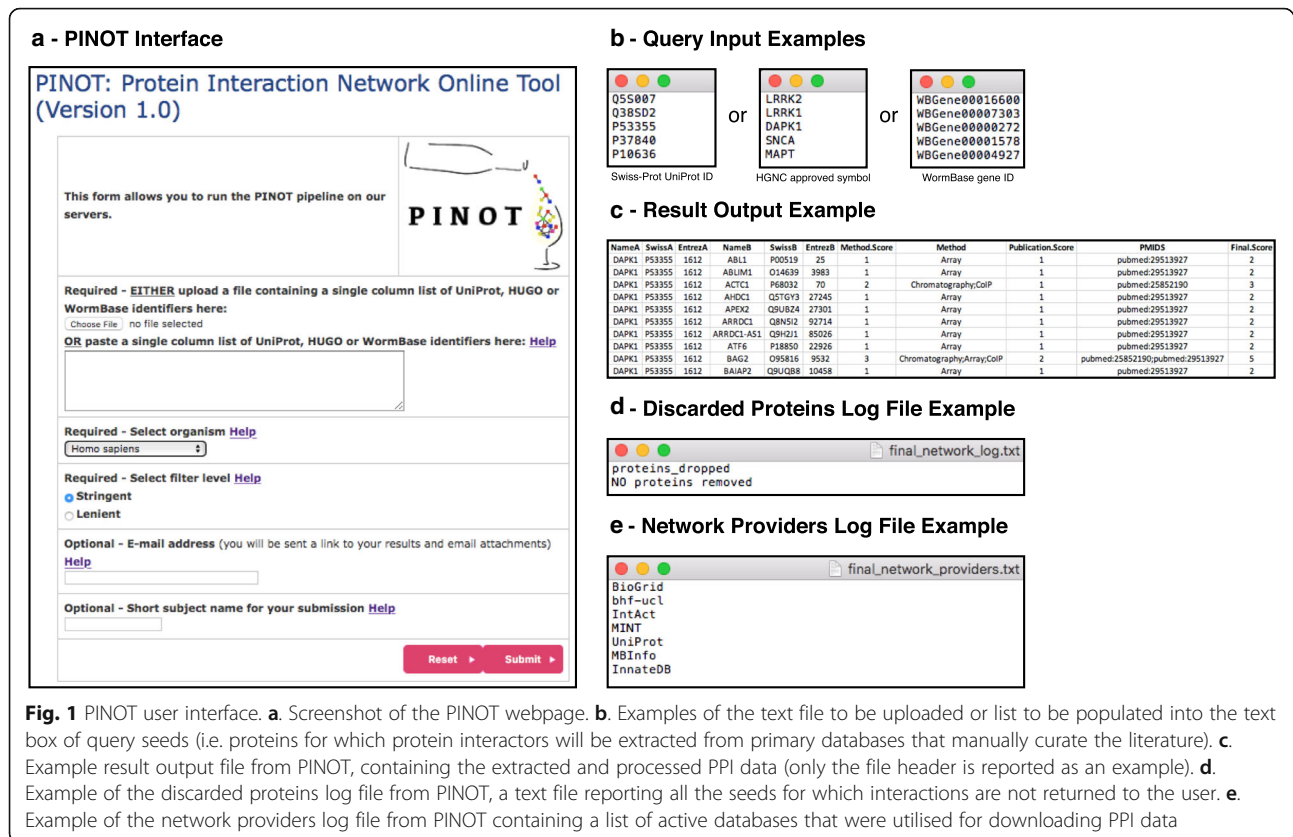 a - PINOT Interface
PINOT: Protein Interaction Network Online Tool
(Version 1.0)
This form allows you to run the PINOT pipeline on our
servers.
PINOT
Required - EITHER upload a file containing a single column list of UniProt, HUGO or
WormBase identifiers here:
Choose File no file selected
OR paste a single column list of UniProt, HUGO or WormBase identifiers here: Help
Required - Select organism Help
Homo sapiens
Required - Select filter level Help
Stringent
Lenient
Optional - E-mail address (you will be sent a link to your results and email attachments)
Help
Optional - Short subject name for your submission Help
Reset Submit
b - Query Input Examples
Q5S007
Q38SD2
P53355
P37840
P10636
Swiss-Prot UniProt ID
or
LRRK2
LRRK1
DAPK1
SNCA
MAPT
HGNC approved symbol
or
WBGene00016600
WBGene00007303
WBGene00000272
WBGene00001578
WBGene00004927
WormBase gene ID
c - Result Output Example
NameA SwissA EntrezA NameB SwissB EntrezB Method.Score Method Publication.Score PMIDS Final.Score
DAPK1 P53355 1612 ABL1 P00519 25 1 Array 1 pubmed:29513927 2
DAPK1 P53355 1612 ABLIM1 O14639 3983 1 Array 1 pubmed:29513927 2
DAPK1 P53355 1612 ACTC1 P68032 70 2 Chromatography;CoIP 1 pubmed:25852190 3
DAPK1 P53355 1612 AHDC1 Q5TGY3 27245 1 Array 1 pubmed:29513927 2
DAPK1 P53355 1612 APEX2 Q9UBZ4 27301 1 Array 1 pubmed:29513927 2
DAPK1 P53355 1612 ARRDC1 Q8N5I2 92714 1 Array 1 pubmed:29513927 2
DAPK1 P53355 1612 ARRDC1-AS1 Q9H2J1 85026 1 Array 1 pubmed:29513927 2
DAPK1 P53355 1612 ATF6 P18850 22926 1 Array 1 pubmed:29513927 2
DAPK1 P53355 1612 BAG2 O95816 9532 3 Chromatography;Array;CoIP 2 pubmed:25852190;pubmed:29513927 5
DAPK1 P53355 1612 BAIAP2 Q9UQB8 10458 1 Array 1 pubmed:29513927 2
d - Discarded Proteins Log File Example
final_network_log.txt
proteins_dropped
NO proteins removed
e - Network Providers Log File Example
final_network_providers.txt
BioGrid
bhf-ucl
IntAct
MINT
UniProt
MBInfo
InnateDB
Fig. 1 PINOT user interface. a. Screenshot of the PINOT webpage. b. Examples of the text file to be uploaded or list to be populated into the text
box of query seeds (i.e. proteins for which protein interactors will be extracted from primary databases that manually curate the literature). c.
Example result output file from PINOT, containing the extracted and processed PPI data (only the file header is reported as an example). d.
Example of the discarded proteins log file from PINOT, a text file reporting all the seeds for which interactions are not returned to the user. e.
Example of the network providers log file from PINOT containing a list of active databases that were utilised for downloading PPI data